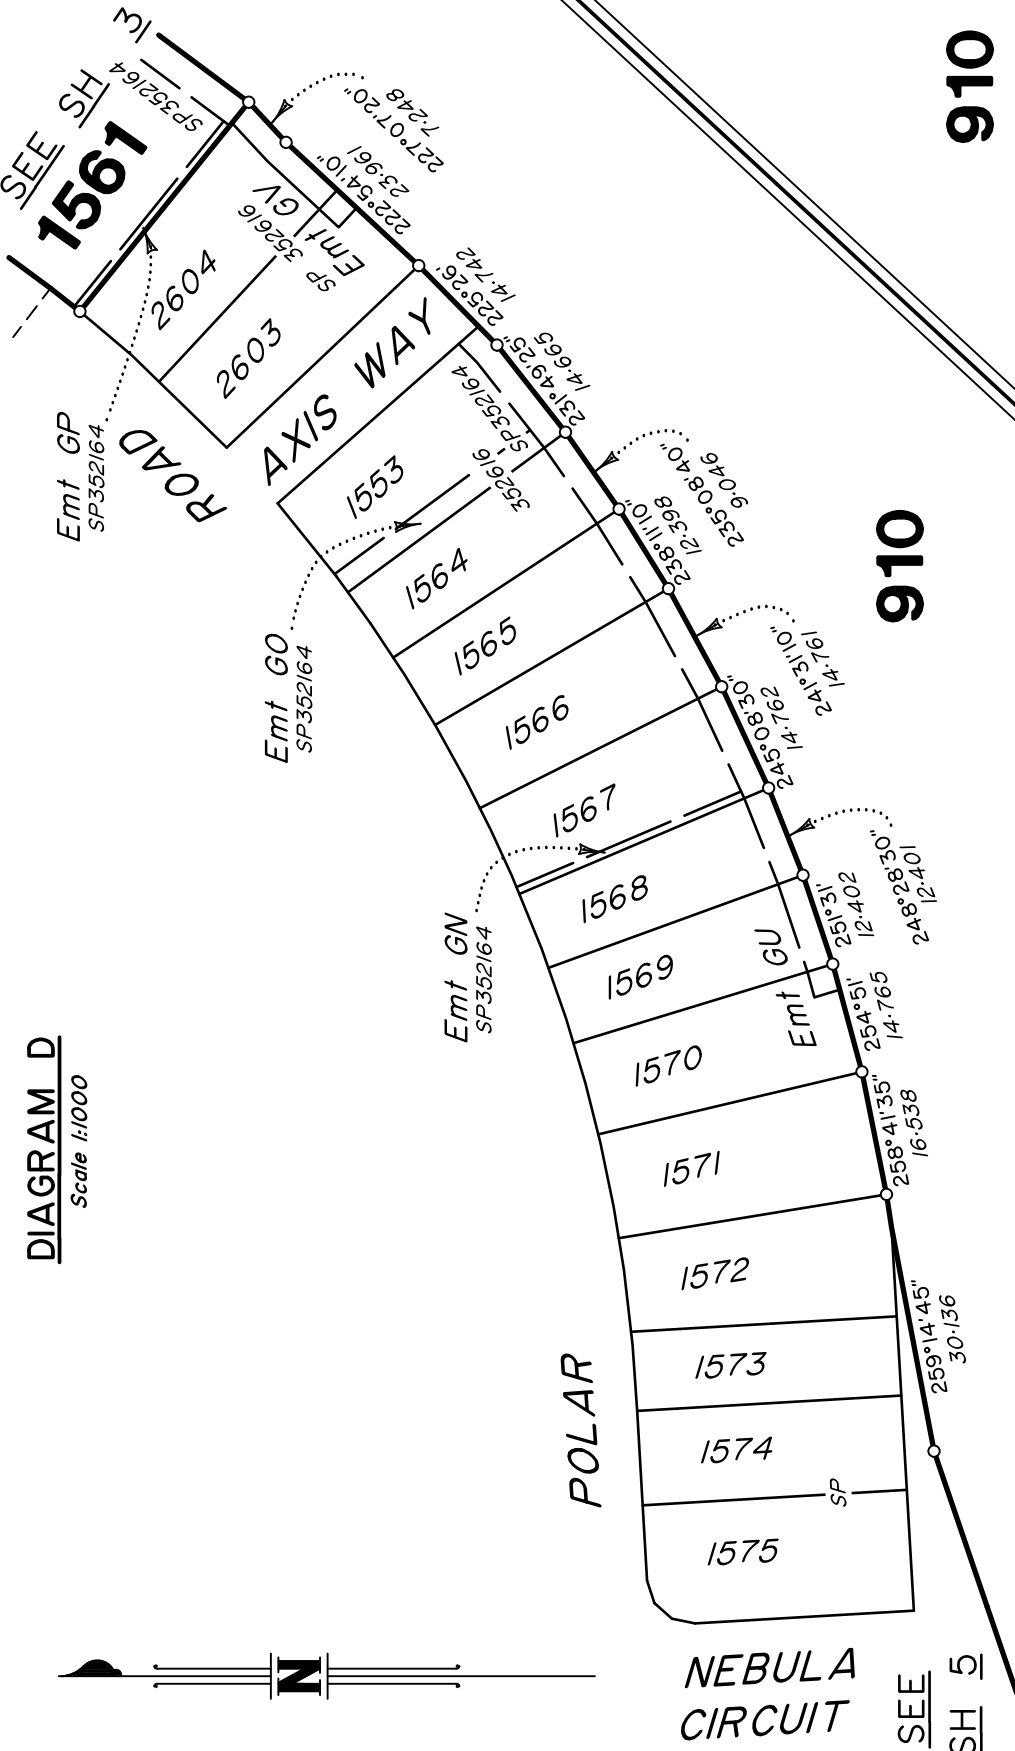 DIAGRAM D
Scale 1:1000
SEE SH 3
1561
SP352164
2604
2603
Emt GV
SP 352616
Emt GP
SP352164
ROAD
AXIS WAY
SP352164
1553
352616
Emt GO
SP352164
1564
1565
1566
1567
1568
Emt GN
SP352164
1569
1570
Emt GU
1571
1572
1573
1574
SP
1575
POLAR
NEBULA
CIRCUIT
SEE
SH 5
N
227°07'20"
7·248
222°54'10"
23·961
225°26'
14·742
231°49'25"
14·665
235°08'40"
9·046
238°11'10"
12·398
241°31'10"
14·761
245°08'30"
14·762
248°28'30"
12·401
251°31'
12·402
254°51'
14·765
258°41'35"
16·538
259°14'45"
30·136
910
910